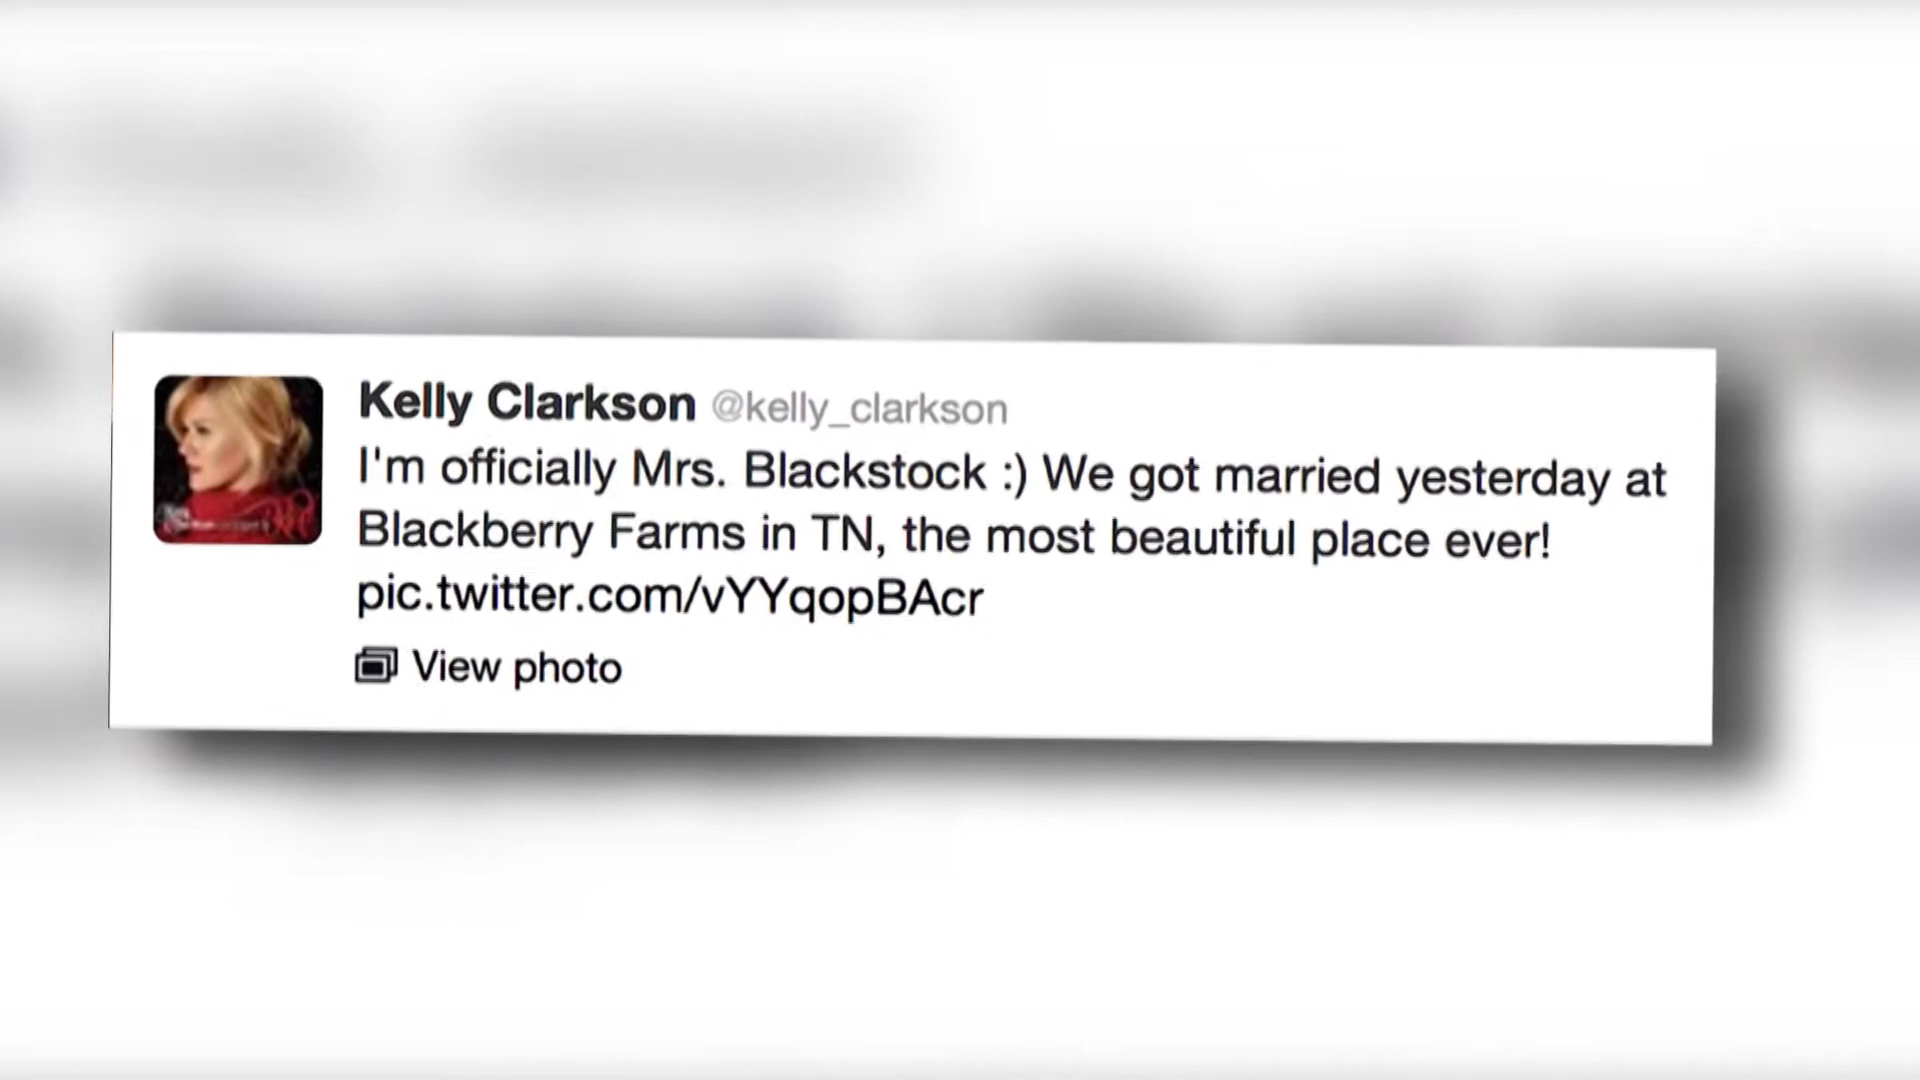 Kelly Clarkson @kelly_clarkson
I'm officially Mrs. Blackstock :) We got married yesterday at
Blackberry Farms in TN, the most beautiful place ever!
pic.twitter.com/vYYqopBAcr
View photo